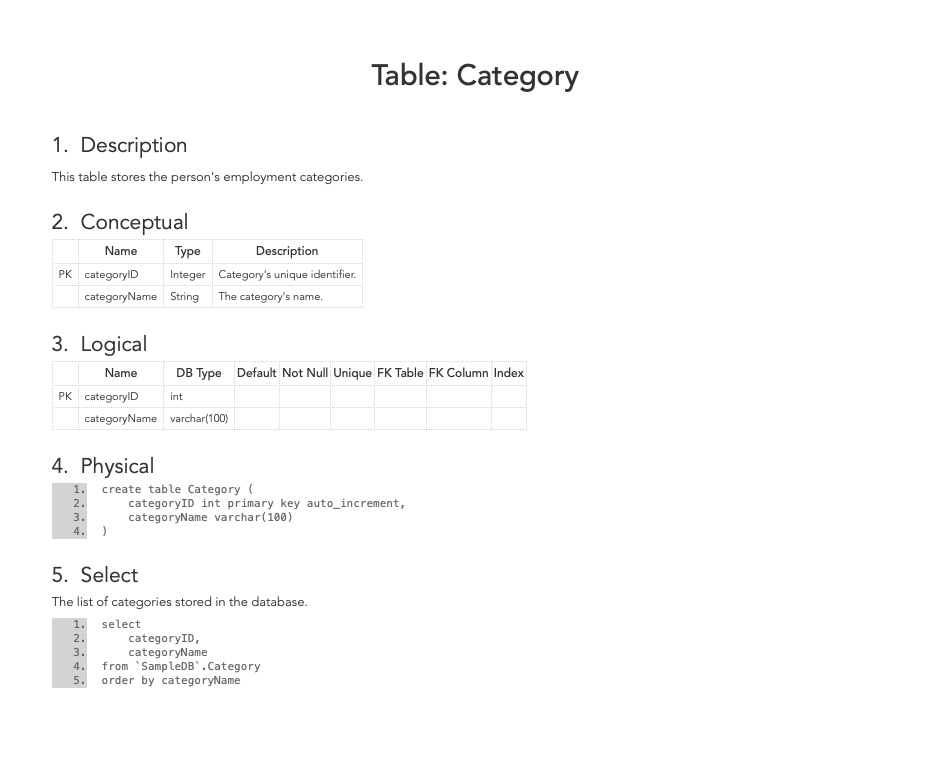 Table: Category
1. Description
This table stores the person's employment categories.
2. Conceptual
Name Type Description
PK categoryID Integer Category's unique identifier.
categoryName String The category's name.
3. Logical
Name DB Type Default Not Null Unique FK Table FK Column Index
PK categoryID int
categoryName varchar(100)
4. Physical
1. create table Category (
2. categoryID int primary key auto_increment,
3. categoryName varchar(100)
4. )
5. Select
The list of categories stored in the database.
1. select
2. categoryID,
3. categoryName
4. from `SampleDB`.Category
5. order by categoryName